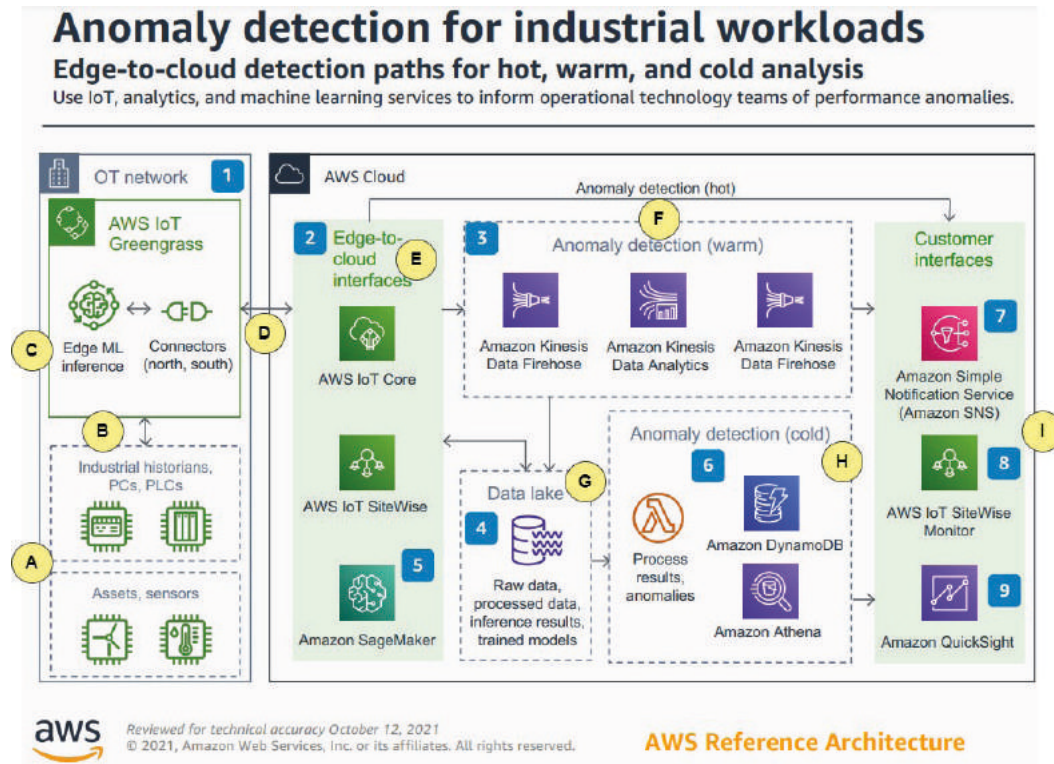 Anomaly detection for industrial workloads
Edge-to-cloud detection paths for hot, warm, and cold analysis
Use IoT, analytics, and machine learning services to inform operational technology teams of performance anomalies.
OT network
1
AWS IoT
Greengrass
C
Edge ML
inference
Connectors
(north, south)
B
Industrial historians,
PCs, PLCs
A
Assets, sensors
D
AWS Cloud
Anomaly detection (hot)
F
2
Edge-to-
cloud
interfaces
E
AWS IoT Core
AWS IoT SiteWise
5
Amazon SageMaker
3
Anomaly detection (warm)
Amazon Kinesis
Data Firehose
Amazon Kinesis
Data Analytics
Amazon Kinesis
Data Firehose
G
Data lake
4
Raw data,
processed data,
inference results,
trained models
Anomaly detection (cold)
H
6
Process
results,
anomalies
Amazon DynamoDB
Amazon Athena
Customer
interfaces
7
Amazon Simple
Notification Service
(Amazon SNS)
I
8
AWS IoT SiteWise
Monitor
9
Amazon QuickSight
aws
Reviewed for technical accuracy October 12, 2021
© 2021, Amazon Web Services, Inc. or its affiliates. All rights reserved.
AWS Reference Architecture